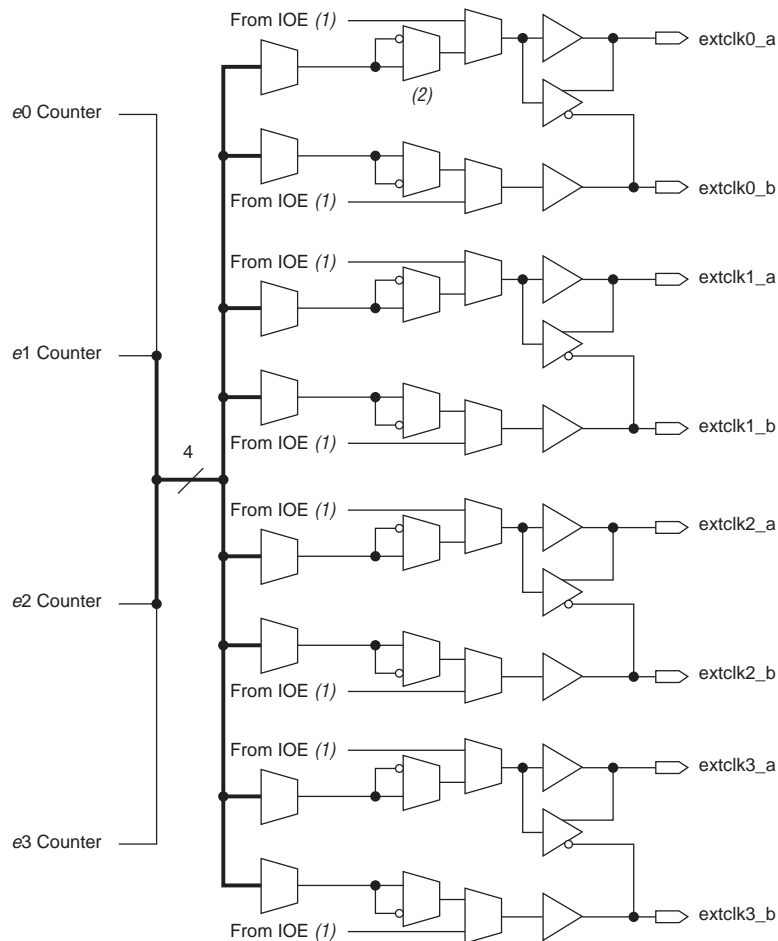 From IOE (1)
extclk0_a
(2)
e0 Counter
extclk0_b
From IOE (1)
From IOE (1)
extclk1_a
e1 Counter
extclk1_b
From IOE (1)
4
From IOE (1)
extclk2_a
e2 Counter
extclk2_b
From IOE (1)
From IOE (1)
extclk3_a
e3 Counter
extclk3_b
From IOE (1)